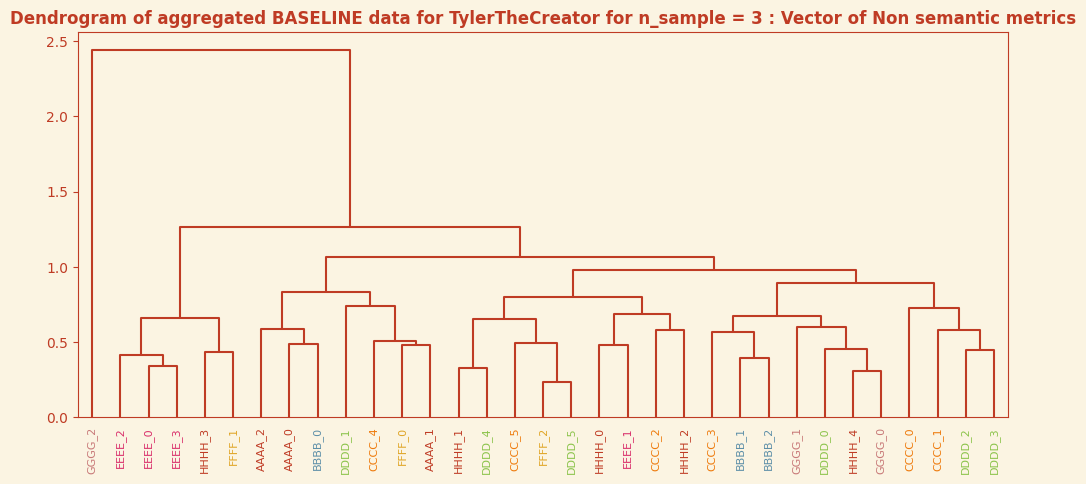 Dendrogram of aggregated BASELINE data for TylerTheCreator for n_sample = 3 : Vector of Non semantic metrics
2.5
2.0
1.5
1.0
0.5
0.0
GGGG_2
EEEE_2
EEEE_0
EEEE_3
HHHH_3
FFFF_1
AAAA_2
AAAA_0
BBBB_0
DDDD_1
CCCC_4
FFFF_0
AAAA_1
HHHH_1
DDDD_4
CCCC_5
FFFF_2
DDDD_5
HHHH_0
EEEE_1
CCCC_2
HHHH_2
CCCC_3
BBBB_1
BBBB_2
GGGG_1
DDDD_0
HHHH_4
GGGG_0
CCCC_0
CCCC_1
DDDD_2
DDDD_3